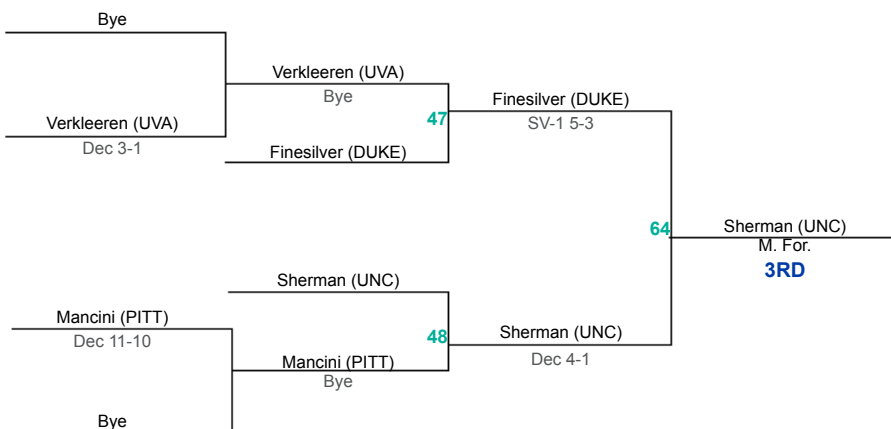 Bye
Verkleeren (UVA)
Bye
Verkleeren (UVA)
Dec 3-1
47
Finesilver (DUKE)
Finesilver (DUKE)
SV-1 5-3
64
Sherman (UNC)
M. For.
3RD
Sherman (UNC)
Mancini (PITT)
Dec 11-10
48
Sherman (UNC)
Dec 4-1
Mancini (PITT)
Bye
Bye